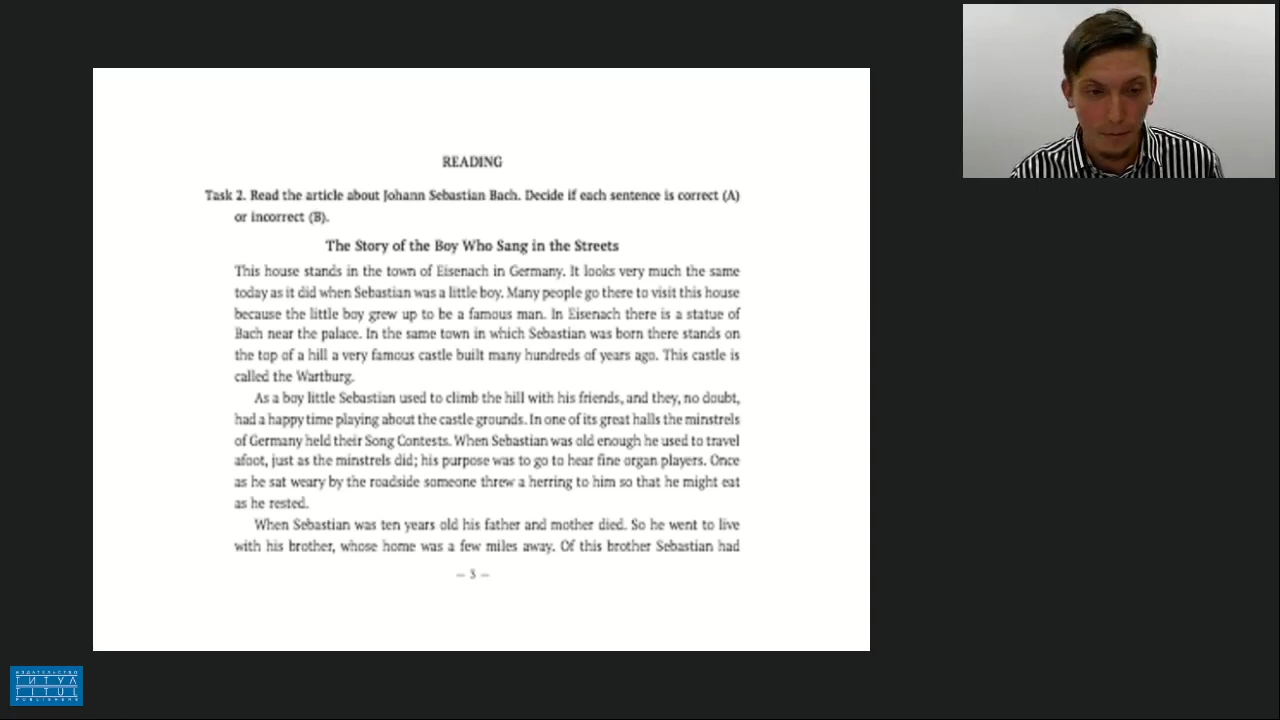 READING
Task 2. Read the article about Johann Sebastian Bach. Decide if each sentence is correct (A)
or incorrect (B).
The Story of the Boy Who Sang in the Streets
This house stands in the town of Eisenach in Germany. It looks very much the same
today as it did when Sebastian was a little boy. Many people go there to visit this house
because the little boy grew up to be a famous man. In Eisenach there is a statue of
Bach near the palace. In the same town in which Sebastian was born there stands on
the top of a hill a very famous castle built many hundreds of years ago. This castle is
called the Wartburg.
As a boy little Sebastian used to climb the hill with his friends, and they, no doubt,
had a happy time playing about the castle grounds. In one of its great halls the minstrels
of Germany held their Song Contests. When Sebastian was old enough he used to travel
afoot, just as the minstrels did; his purpose was to go to hear fine organ players. Once
as he sat weary by the roadside someone threw a herring to him so that he might eat
as he rested.
When Sebastian was ten years old his father and mother died. So he went to live
with his brother, whose home was a few miles away. Of this brother Sebastian had
— 3 —
ИЗДАТЕЛЬСТВО
ТИТУЛ
TITUL
PUBLISHERS